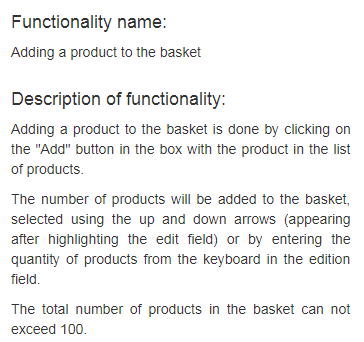 Functionality name:
Adding a product to the basket
Description of functionality:
Adding a product to the basket is done by clicking on
the "Add" button in the box with the product in the list
of products.
The number of products will be added to the basket,
selected using the up and down arrows (appearing
after highlighting the edit field) or by entering the
quantity of products from the keyboard in the edition
field.
The total number of products in the basket can not
exceed 100.